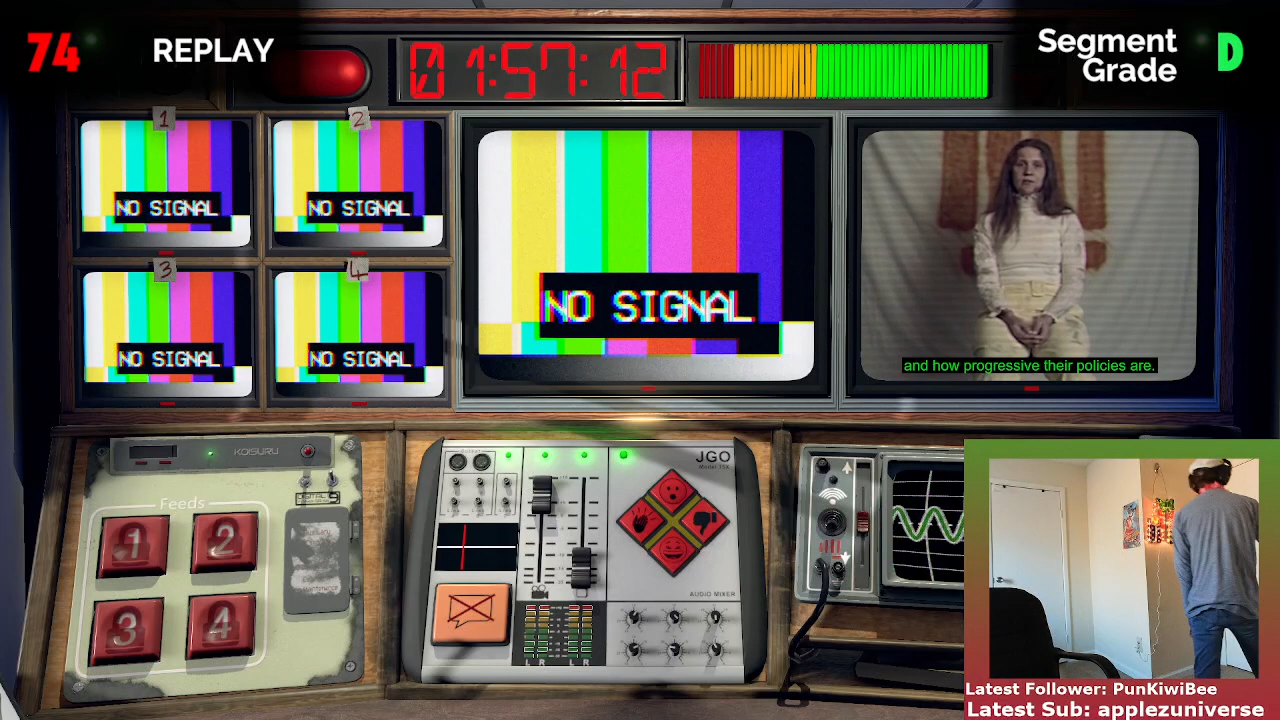 74
REPLAY
01:57:12
Segment
Grade
D
1
2
NO SIGNAL
NO SIGNAL
3
4
NO SIGNAL
NO SIGNAL
NO SIGNAL
and how progressive their policies are.
KOISURU
Feeds
1
2
3
4
JGO
AUDIO MIXER
L R
L R
Latest Follower: PunKiwiBee
Latest Sub: applezuniverse